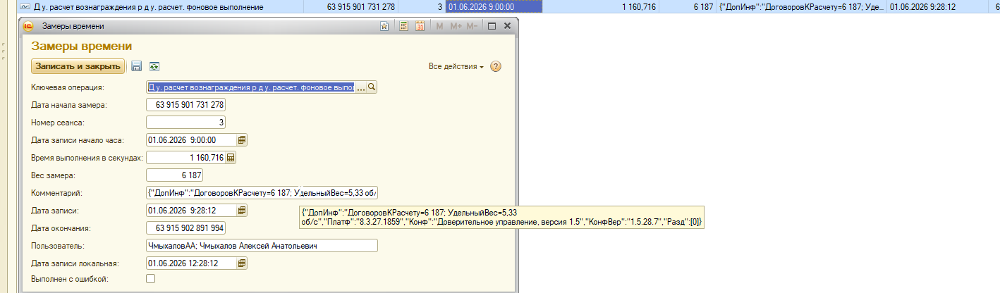 Д у. расчет вознаграждения р д у. расчет. фоновое выполнение 63 915 901 731 278 3 01.06.2026 9:00:00 1 160,716 6 187 {"ДопИнф":"ДоговоровКРасчету=6 187; Уде... 01.06.2026 9:28:12 6
1С Замеры времени 31 M M+ M-
Замеры времени
Записать и закрыть Все действия ?
Ключевая операция: Д у. расчет вознаграждения р д у. расчет. фоновое выпол ...
Дата начала замера: 63 915 901 731 278
Номер сеанса: 3
Дата записи начало часа: 01.06.2026 9:00:00
Время выполнения в секундах: 1 160,716
Вес замера: 6 187
Комментарий: {"ДопИнф":"ДоговоровКРасчету=6 187; УдельныйВес=5,33 об/
Дата записи: 01.06.2026 9:28:12
{"ДопИнф":"ДоговоровКРасчету=6 187; УдельныйВес=5,33
об/с","Платф":"8.3.27.1859","Конф":"Доверительное управление, версия 1.5","КонфВер":"1.5.28.7","Разд":[0]}
Дата окончания: 63 915 902 891 994
Пользователь: ЧмыхаловАА; Чмыхалов Алексей Анатольевич
Дата записи локальная: 01.06.2026 12:28:12
Выполнен с ошибкой: